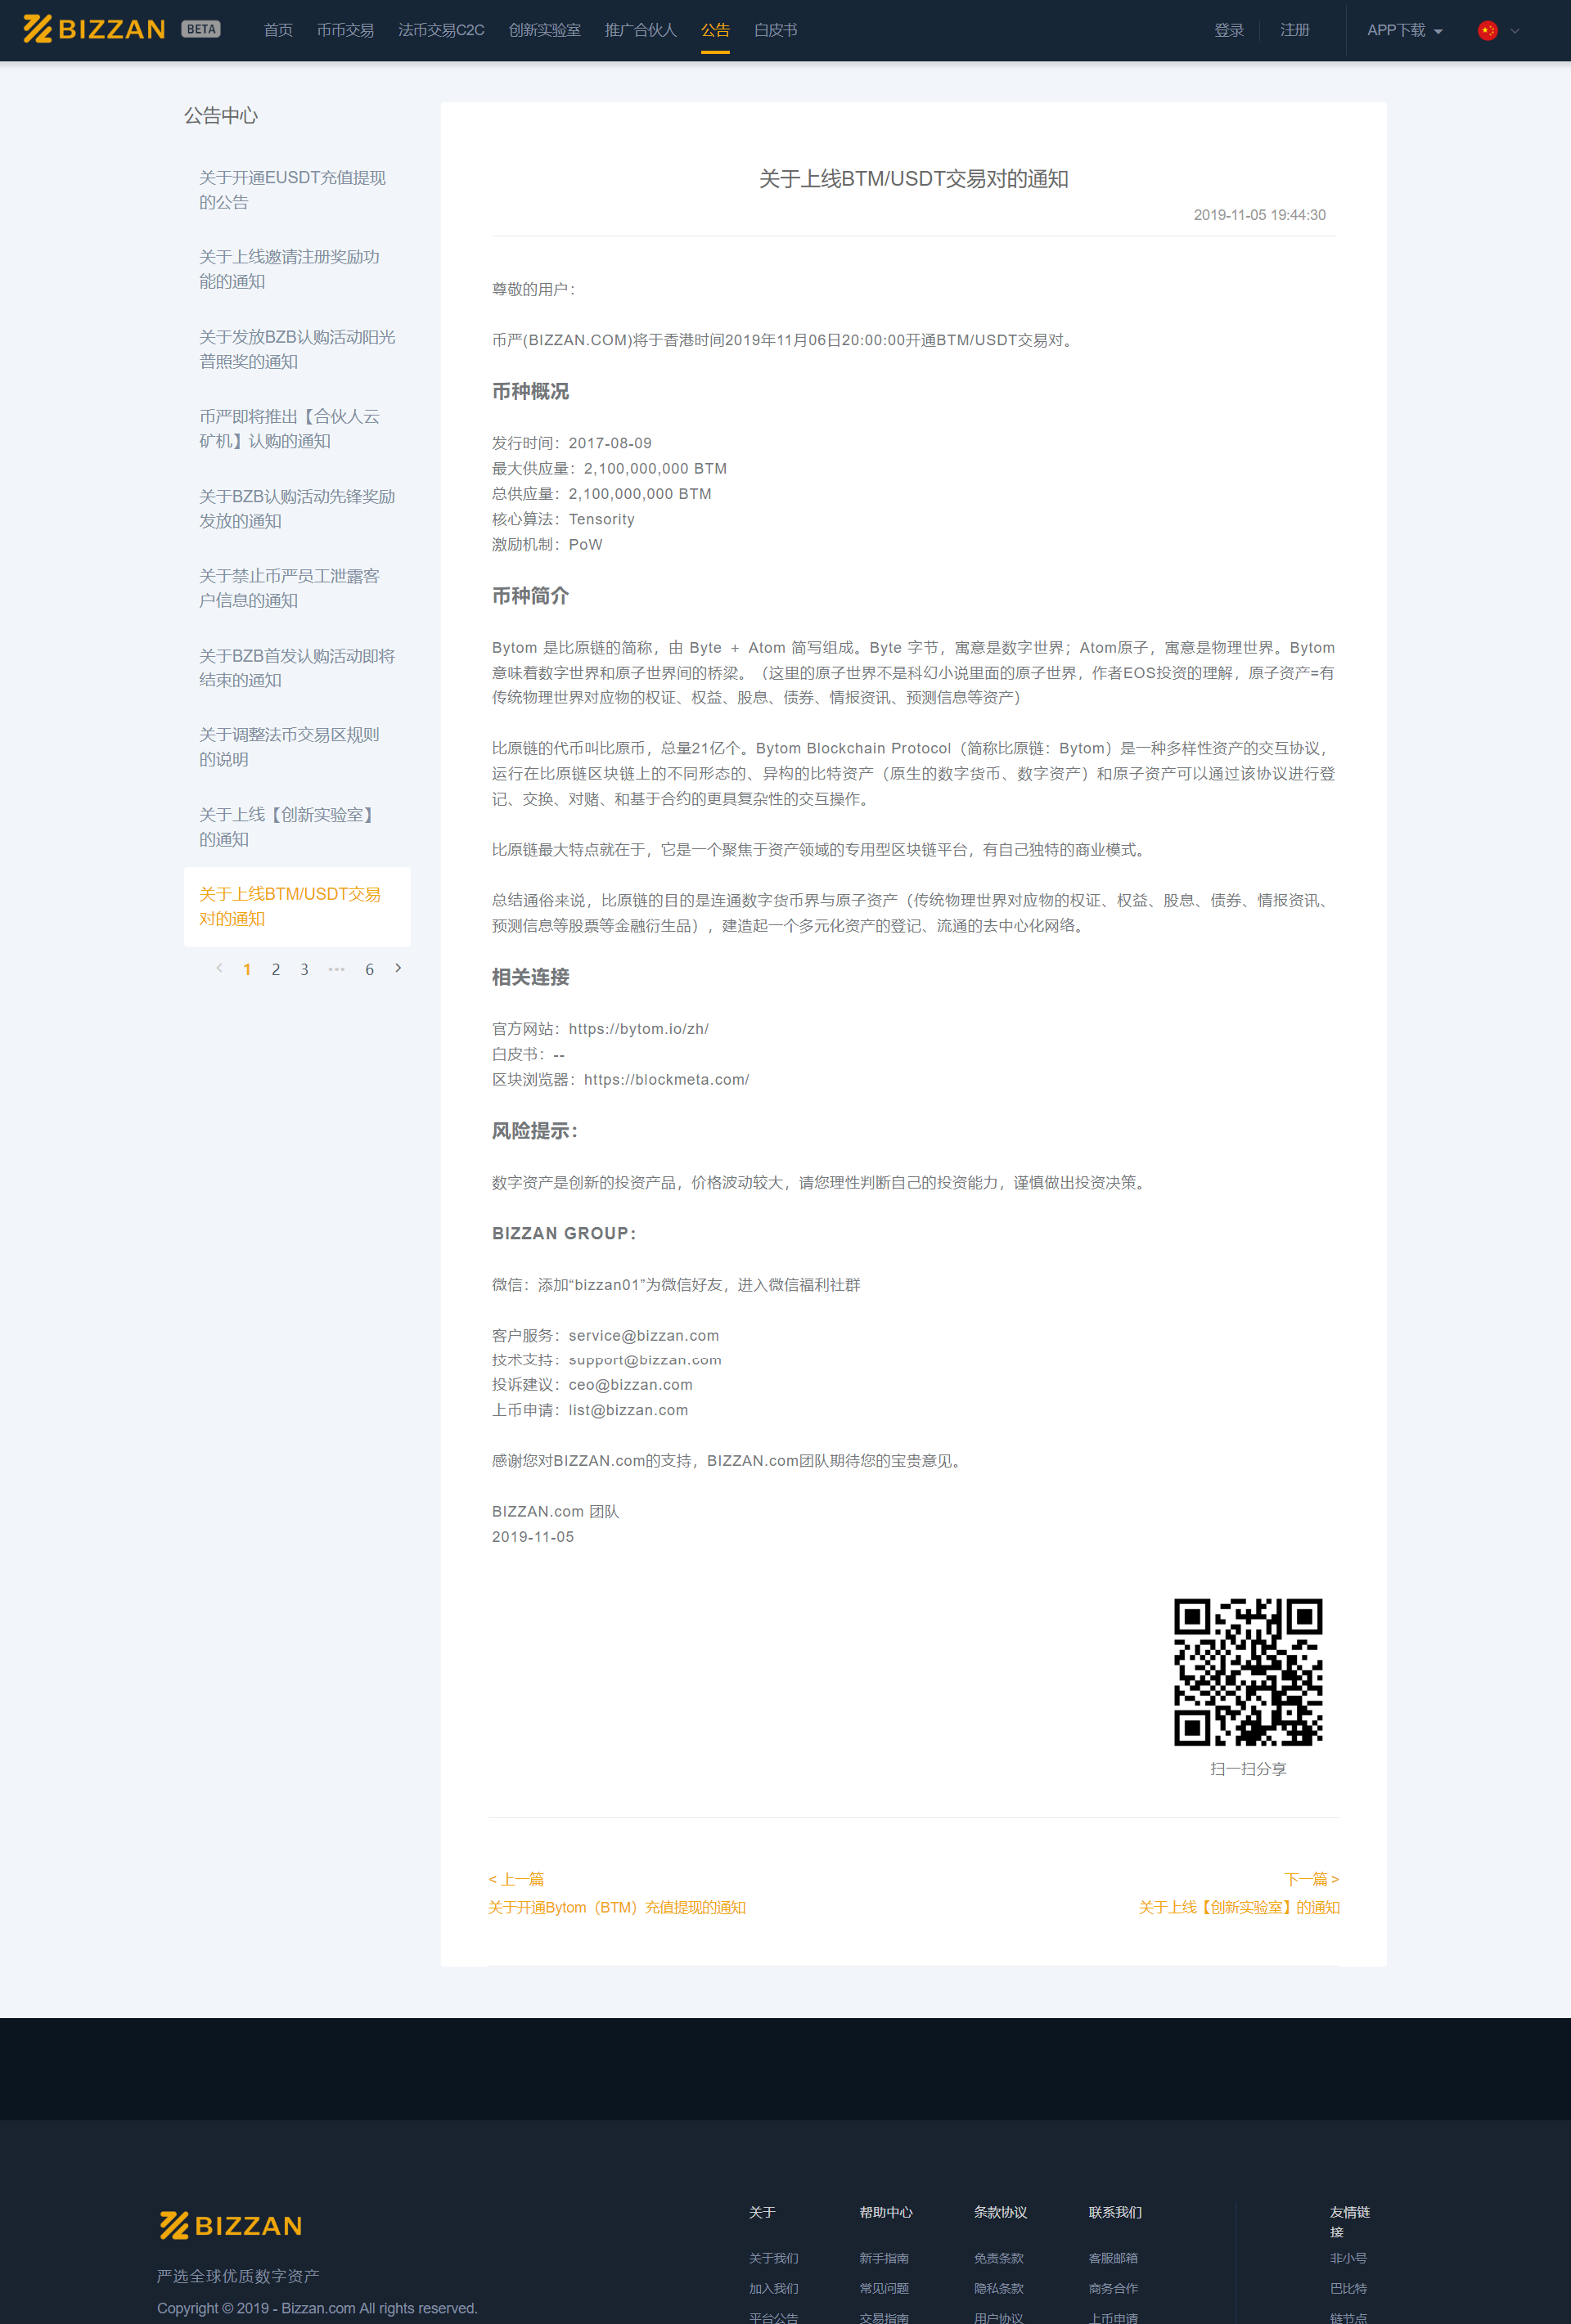 BIZZAN BETA 首页 币币交易 法币交易C2C 创新实验室 推广合伙人 公告 白皮书 登录 注册 APP下载
公告中心
关于开通EUSDT充值提现
的公告
关于上线邀请注册奖励功
能的通知
关于发放BZB认购活动阳光
普照奖的通知
币严即将推出【合伙人云
矿机】认购的通知
关于BZB认购活动先锋奖励
发放的通知
关于禁止币严员工泄露客
户信息的通知
关于BZB首发认购活动即将
结束的通知
关于调整法币交易区规则
的说明
关于上线【创新实验室】
的通知
关于上线BTM/USDT交易
对的通知
< 1 2 3 ••• 6 >
关于上线BTM/USDT交易对的通知
2019-11-05 19:44:30
尊敬的用户：
币严(BIZZAN.COM)将于香港时间2019年11月06日20:00:00开通BTM/USDT交易对。
币种概况
发行时间：2017-08-09
最大供应量：2,100,000,000 BTM
总供应量：2,100,000,000 BTM
核心算法：Tensority
激励机制：PoW
币种简介
Bytom 是比原链的简称，由 Byte + Atom 简写组成。Byte 字节，寓意是数字世界；Atom原子，寓意是物理世界。Bytom
意味着数字世界和原子世界间的桥梁。（这里的原子世界不是科幻小说里面的原子世界，作者EOS投资的理解，原子资产=有
传统物理世界对应物的权证、权益、股息、债券、情报资讯、预测信息等资产）
比原链的代币叫比原币，总量21亿个。Bytom Blockchain Protocol（简称比原链：Bytom）是一种多样性资产的交互协议，
运行在比原链区块链上的不同形态的、异构的比特资产（原生的数字货币、数字资产）和原子资产可以通过该协议进行登
记、交换、对赌、和基于合约的更具复杂性的交互操作。
比原链最大特点就在于，它是一个聚焦于资产领域的专用型区块链平台，有自己独特的商业模式。
总结通俗来说，比原链的目的是连通数字货币界与原子资产（传统物理世界对应物的权证、权益、股息、债券、情报资讯、
预测信息等股票等金融衍生品），建造起一个多元化资产的登记、流通的去中心化网络。
相关连接
官方网站：https://bytom.io/zh/
白皮书：--
区块浏览器：https://blockmeta.com/
风险提示：
数字资产是创新的投资产品，价格波动较大，请您理性判断自己的投资能力，谨慎做出投资决策。
BIZZAN GROUP：
微信：添加“bizzan01”为微信好友，进入微信福利社群
客户服务：service@bizzan.com
技术支持：support@bizzan.com
投诉建议：ceo@bizzan.com
上币申请：list@bizzan.com
感谢您对BIZZAN.com的支持，BIZZAN.com团队期待您的宝贵意见。
BIZZAN.com 团队
2019-11-05
扫一扫分享
< 上一篇
关于开通Bytom（BTM）充值提现的通知
下一篇 >
关于上线【创新实验室】的通知
BIZZAN
严选全球优质数字资产
Copyright © 2019 - Bizzan.com All rights reserved.
关于
关于我们
加入我们
平台公告
帮助中心
新手指南
常见问题
交易指南
条款协议
免责条款
隐私条款
用户协议
联系我们
客服邮箱
商务合作
上币申请
友情链
接
非小号
巴比特
链节点